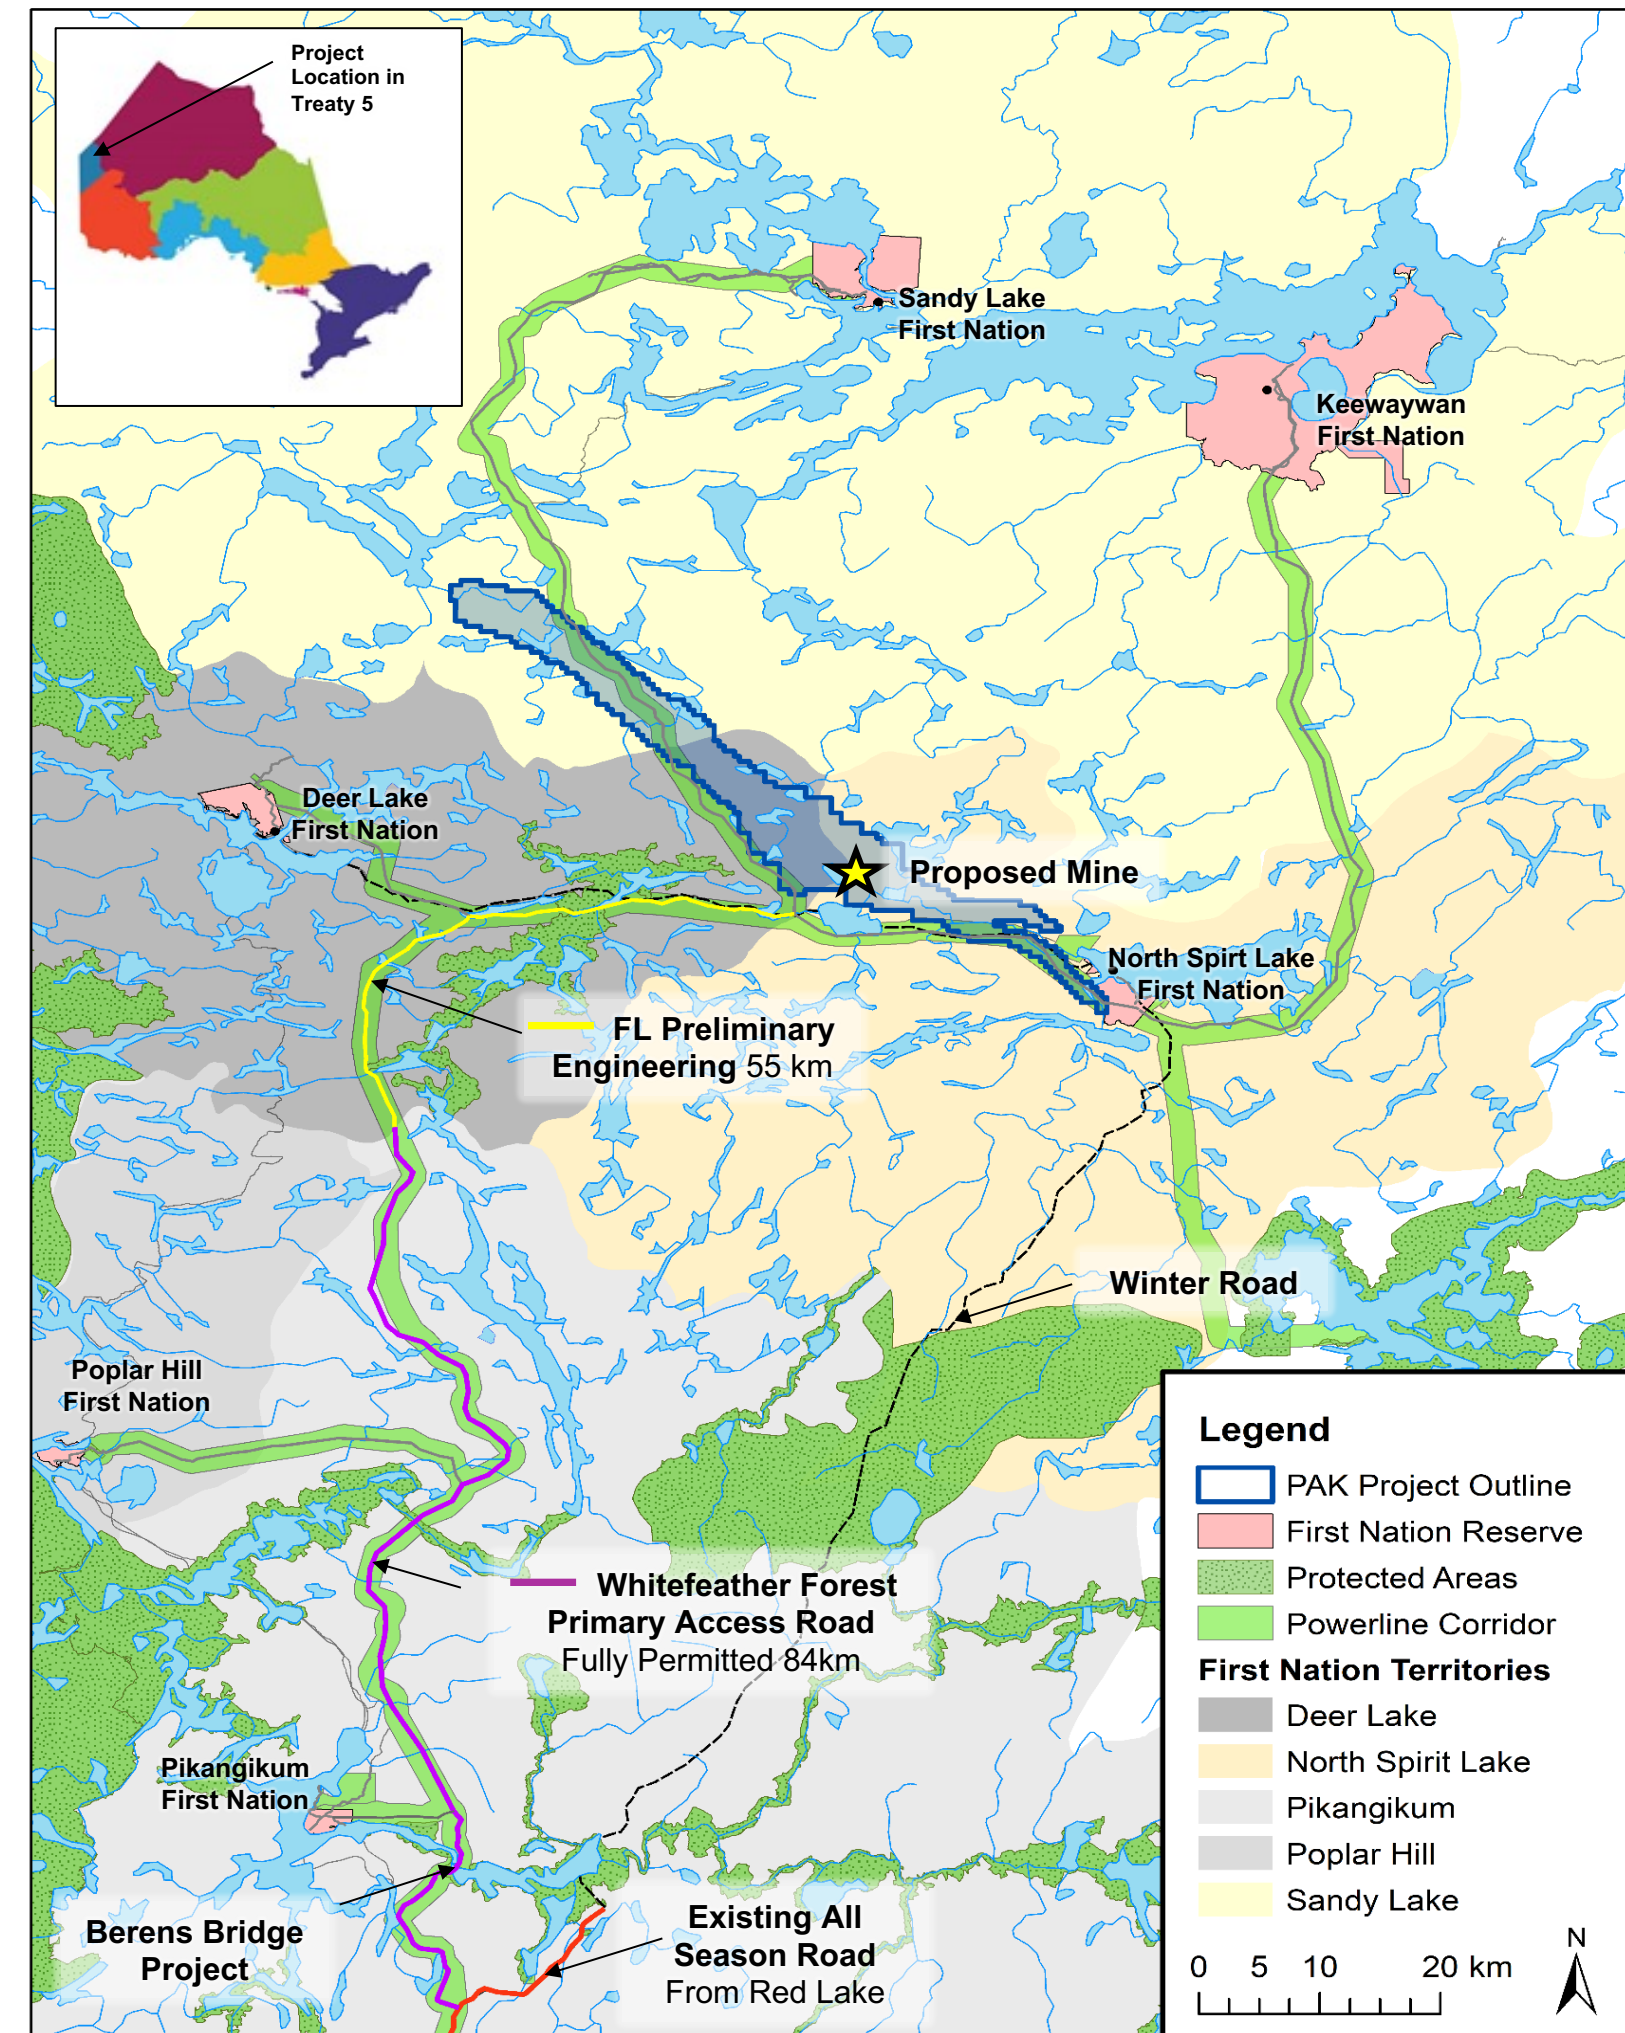 Project
Location in
Treaty 5
Sandy Lake
First Nation
Keewaywan
First Nation
Deer Lake
First Nation
Proposed Mine
North Spirt Lake
First Nation
FL Preliminary
Engineering 55 km
Winter Road
Poplar Hill
First Nation
Whitefeather Forest
Primary Access Road
Fully Permitted 84km
Pikangikum
First Nation
Berens Bridge
Project
Existing All
Season Road
From Red Lake
Legend
PAK Project Outline
First Nation Reserve
Protected Areas
Powerline Corridor
First Nation Territories
Deer Lake
North Spirit Lake
Pikangikum
Poplar Hill
Sandy Lake
0 5 10 20 km
N